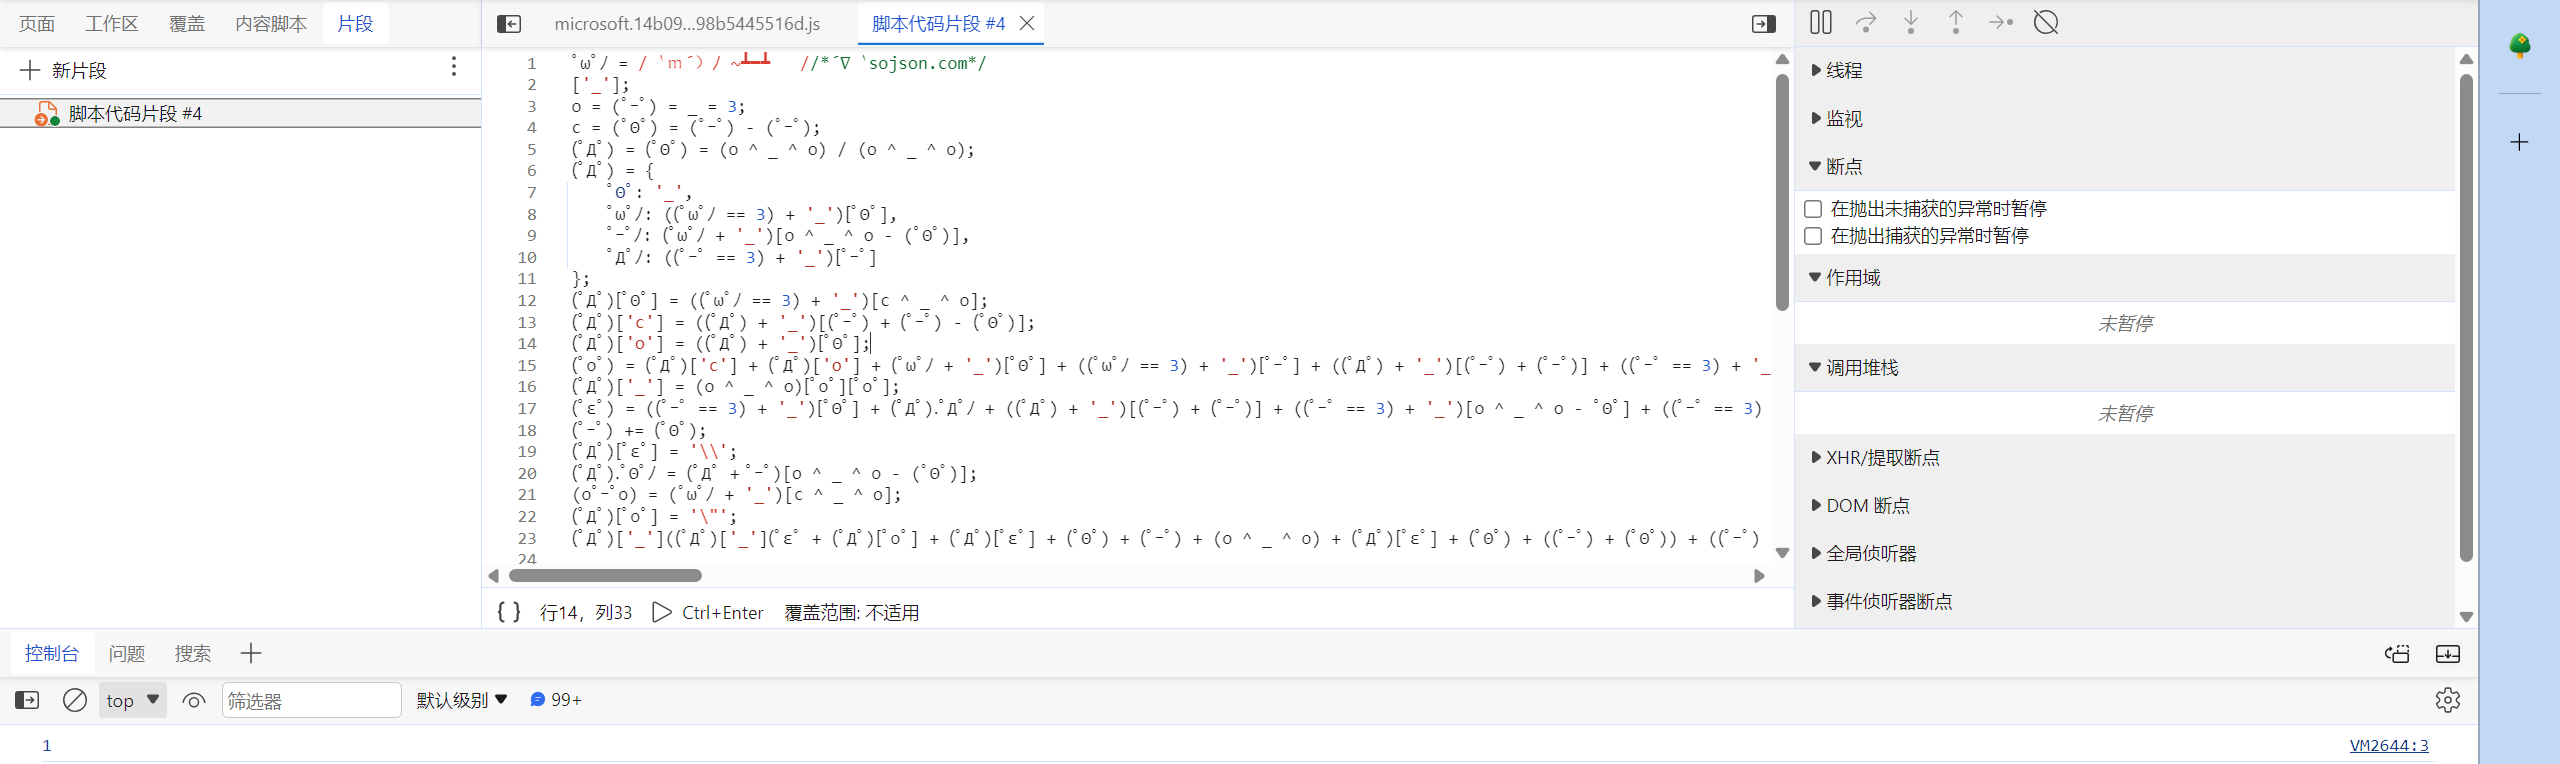 页面 工作区 覆盖 内容脚本 片段
新片段
脚本代码片段 #4
microsoft.14b09...98b5445516d.js 脚本代码片段 #4
1 ﾟωﾟﾉ = / ｀ｍ´）ﾉ ~┻━┻   //*´∇｀sojson.com*/
2 ['_'];
3 o = (ﾟｰﾟ) = _ = 3;
4 c = (ﾟΘﾟ) = (ﾟｰﾟ) - (ﾟｰﾟ);
5 (ﾟДﾟ) = (ﾟΘﾟ) = (o ^ _ ^ o) / (o ^ _ ^ o);
6 (ﾟДﾟ) = {
7 ﾟΘﾟ: '_',
8 ﾟωﾟﾉ: ((ﾟωﾟﾉ == 3) + '_')[ﾟΘﾟ],
9 ﾟｰﾟﾉ: (ﾟωﾟﾉ + '_')[o ^ _ ^ o - (ﾟΘﾟ)],
10 ﾟДﾟﾉ: ((ﾟｰﾟ == 3) + '_')[ﾟｰﾟ]
11 };
12 (ﾟДﾟ)[ﾟΘﾟ] = ((ﾟωﾟﾉ == 3) + '_')[c ^ _ ^ o];
13 (ﾟДﾟ)['c'] = ((ﾟДﾟ) + '_')[(ﾟｰﾟ) + (ﾟｰﾟ) - (ﾟΘﾟ)];
14 (ﾟДﾟ)['o'] = ((ﾟДﾟ) + '_')[ﾟΘﾟ];
15 (ﾟoﾟ) = (ﾟДﾟ)['c'] + (ﾟДﾟ)['o'] + (ﾟωﾟﾉ + '_')[ﾟΘﾟ] + ((ﾟωﾟﾉ == 3) + '_')[ﾟｰﾟ] + ((ﾟДﾟ) + '_')[(ﾟｰﾟ) + (ﾟｰﾟ)] + ((ﾟｰﾟ == 3) + '_
16 (ﾟДﾟ)['_'] = (o ^ _ ^ o)[ﾟoﾟ][ﾟoﾟ];
17 (ﾟεﾟ) = ((ﾟｰﾟ == 3) + '_')[ﾟΘﾟ] + (ﾟДﾟ).ﾟДﾟﾉ + ((ﾟДﾟ) + '_')[(ﾟｰﾟ) + (ﾟｰﾟ)] + ((ﾟｰﾟ == 3) + '_')[o ^ _ ^ o - ﾟΘﾟ] + ((ﾟｰﾟ == 3)
18 (ﾟｰﾟ) += (ﾟΘﾟ);
19 (ﾟДﾟ)[ﾟεﾟ] = '\\';
20 (ﾟДﾟ).ﾟΘﾟﾉ = (ﾟДﾟ + ﾟｰﾟ)[o ^ _ ^ o - (ﾟΘﾟ)];
21 (oﾟｰﾟo) = (ﾟωﾟﾉ + '_')[c ^ _ ^ o];
22 (ﾟДﾟ)[ﾟoﾟ] = '\"';
23 (ﾟДﾟ)['_']((ﾟДﾟ)['_'](ﾟεﾟ + (ﾟДﾟ)[ﾟoﾟ] + (ﾟДﾟ)[ﾟεﾟ] + (ﾟΘﾟ) + (ﾟｰﾟ) + (o ^ _ ^ o) + (ﾟДﾟ)[ﾟεﾟ] + (ﾟΘﾟ) + ((ﾟｰﾟ) + (ﾟΘﾟ)) + ((ﾟｰﾟ)
24
{ } 行14，列33 Ctrl+Enter 覆盖范围: 不适用
线程
监视
断点
在抛出未捕获的异常时暂停
在抛出捕获的异常时暂停
作用域
未暂停
调用堆栈
未暂停
XHR/提取断点
DOM 断点
全局侦听器
事件侦听器断点
控制台 问题 搜索
top 筛选器 默认级别 99+
1 VM2644:3